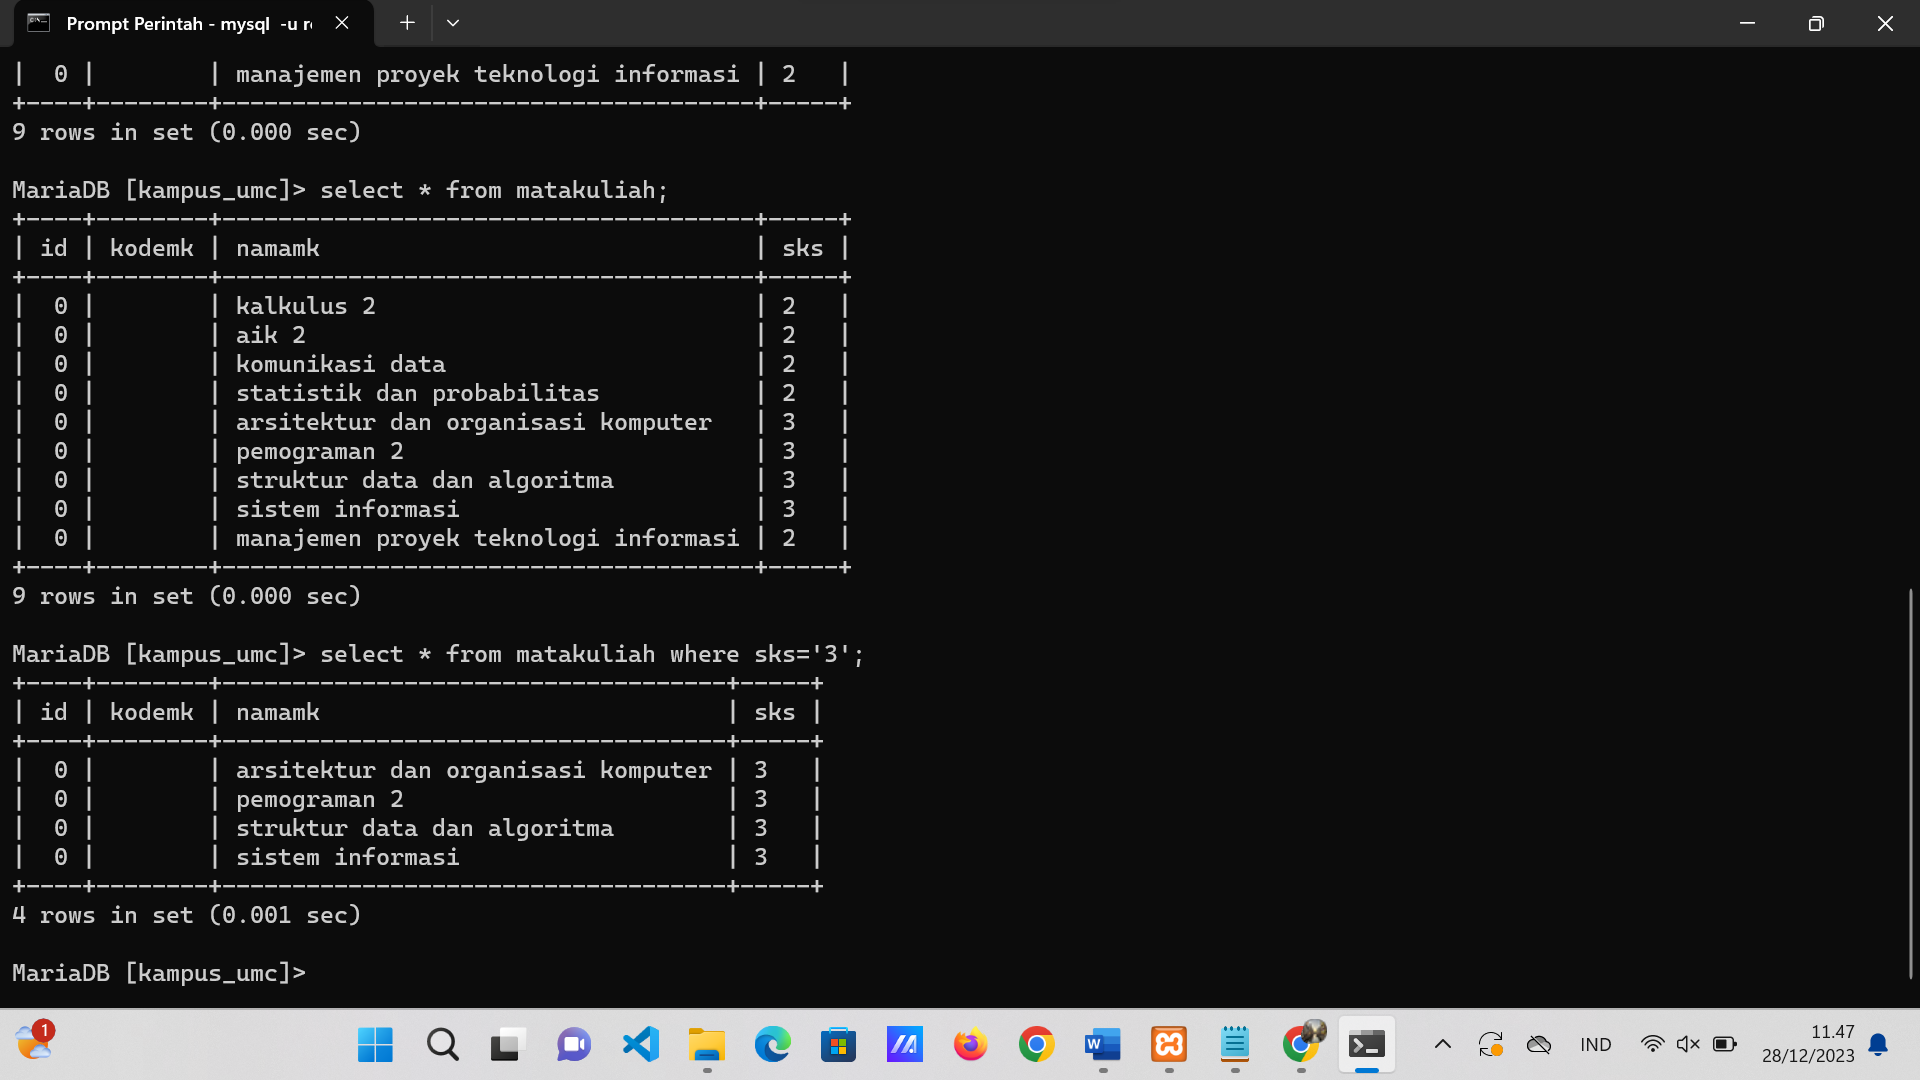 Prompt Perintah - mysql  -u r
|  0 |        | manajemen proyek teknologi informasi | 2   |
+----+--------+--------------------------------------+-----+
9 rows in set (0.000 sec)
MariaDB [kampus_umc]> select * from matakuliah;
+----+--------+--------------------------------------+-----+
| id | kodemk | namamk                               | sks |
+----+--------+--------------------------------------+-----+
|  0 |        | kalkulus 2                           | 2   |
|  0 |        | aik 2                                | 2   |
|  0 |        | komunikasi data                      | 2   |
|  0 |        | statistik dan probabilitas           | 2   |
|  0 |        | arsitektur dan organisasi komputer   | 3   |
|  0 |        | pemograman 2                         | 3   |
|  0 |        | struktur data dan algoritma          | 3   |
|  0 |        | sistem informasi                     | 3   |
|  0 |        | manajemen proyek teknologi informasi | 2   |
+----+--------+--------------------------------------+-----+
9 rows in set (0.000 sec)
MariaDB [kampus_umc]> select * from matakuliah where sks='3';
+----+--------+------------------------------------+-----+
| id | kodemk | namamk                             | sks |
+----+--------+------------------------------------+-----+
|  0 |        | arsitektur dan organisasi komputer | 3   |
|  0 |        | pemograman 2                       | 3   |
|  0 |        | struktur data dan algoritma        | 3   |
|  0 |        | sistem informasi                   | 3   |
+----+--------+------------------------------------+-----+
4 rows in set (0.001 sec)
MariaDB [kampus_umc]>
1
IND
11.47
28/12/2023